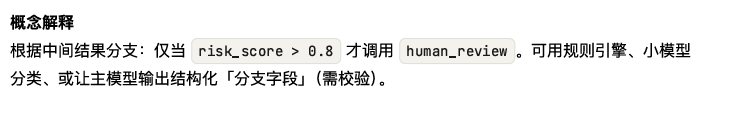 概念解释
根据中间结果分支：仅当 risk_score > 0.8 才调用 human_review 。可用规则引擎、小模型
分类、或让主模型输出结构化「分支字段」（需校验）。